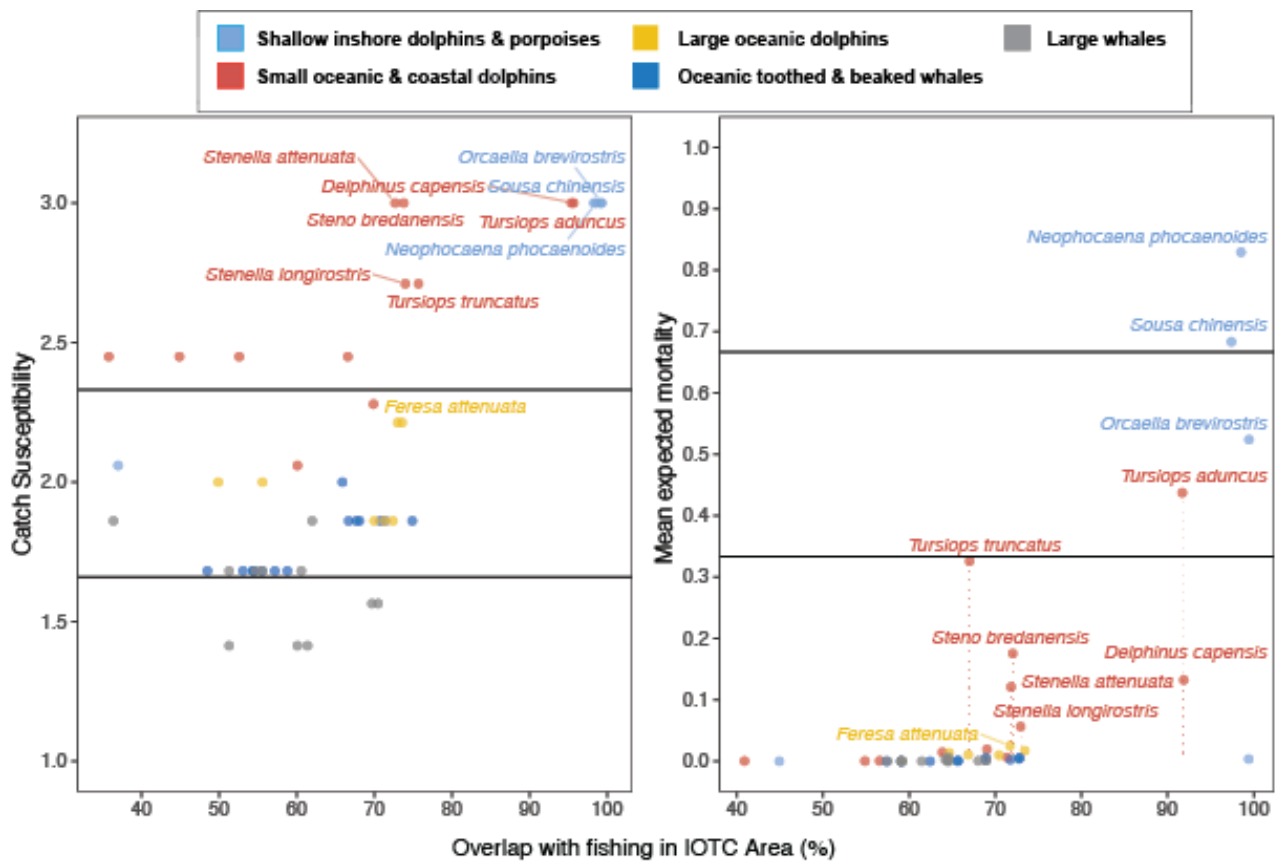 Shallow inshore dolphins & porpoises
Large oceanic dolphins
Large whales
Small oceanic & coastal dolphins
Oceanic toothed & beaked whales
Catch Susceptibility
3.0
2.5
2.0
1.5
1.0
Stenella attenuata
Orcaella brevirostris
Delphinus capensis
Sousa chinensis
Steno bredanensis
Tursiops aduncus
Neophocaena phocaenoides
Stenella longirostris
Tursiops truncatus
Feresa attenuata
40
50
60
70
80
90
100
Mean expected mortality
1.0
0.9
0.8
0.7
0.6
0.5
0.4
0.3
0.2
0.1
0.0
Neophocaena phocaenoides
Sousa chinensis
Orcaella brevirostris
Tursiops aduncus
Tursiops truncatus
Steno bredanensis
Delphinus capensis
Stenella attenuata
Stenella longirostris
Feresa attenuata
40
50
60
70
80
90
100
Overlap with fishing in IOTC Area (%)